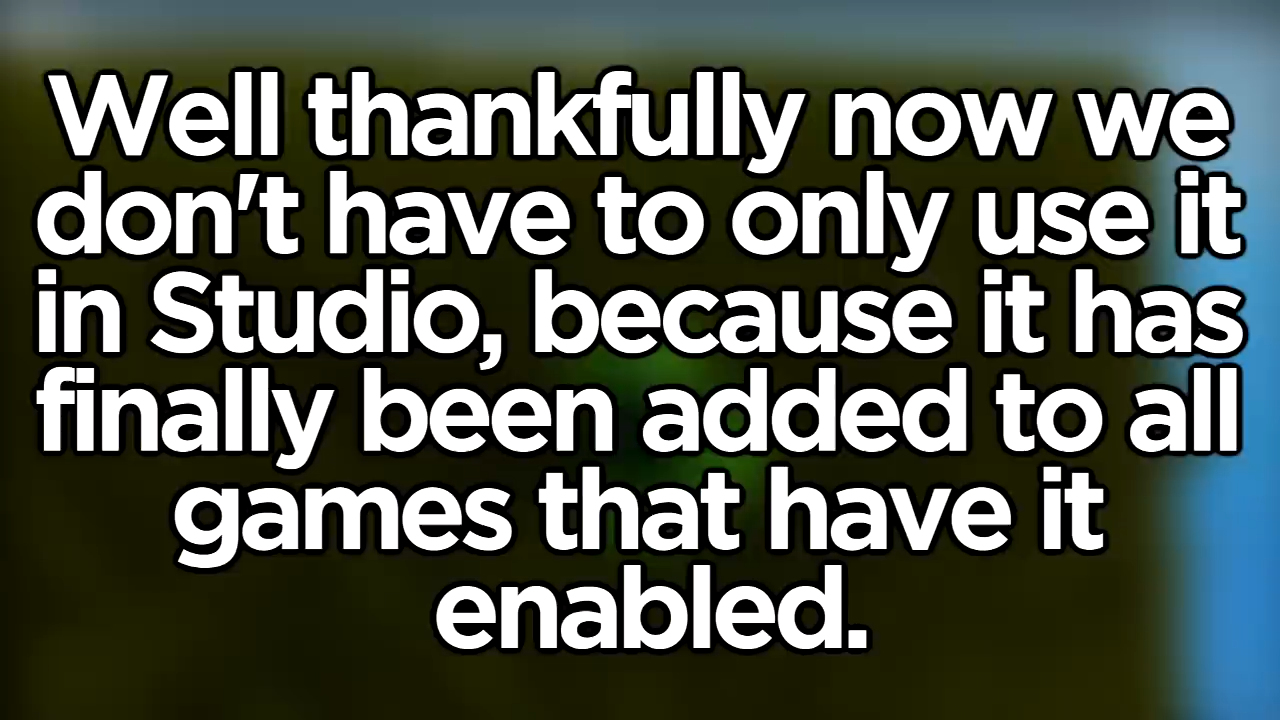 Well thankfully now we
don't have to only use it
in Studio, because it has
finally been added to all
games that have it
enabled.